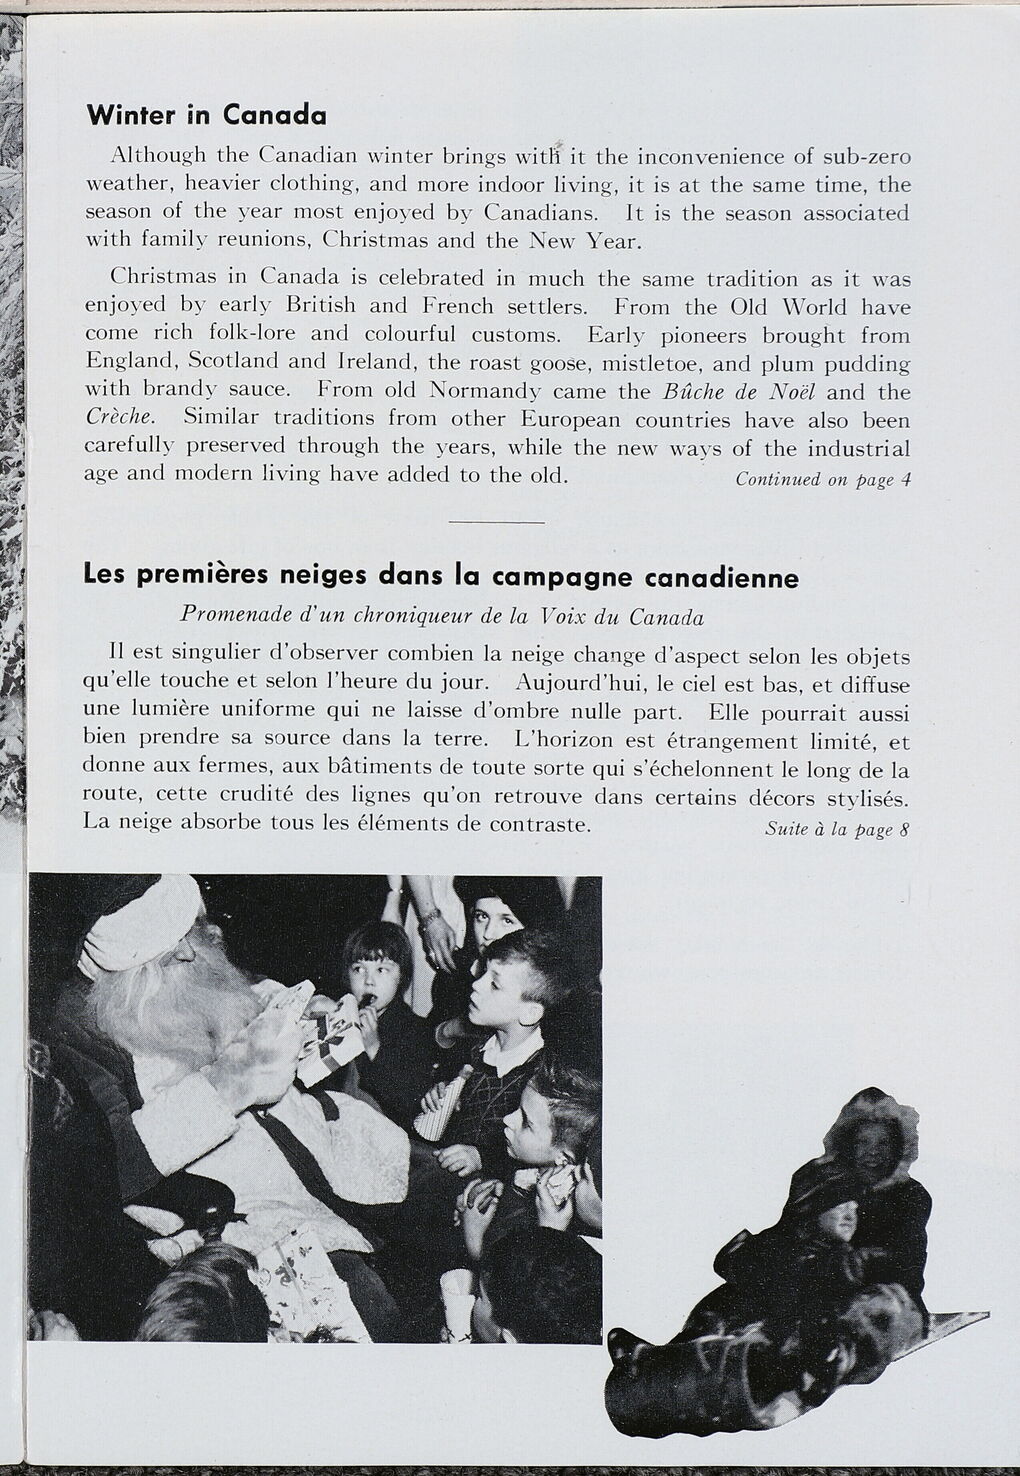 Winter in Canada
Although the Canadian winter brings with it the inconvenience of sub-zero
weather, heavier clothing, and more indoor living, it is at the same time, the
season of the year most enjoyed by Canadians. It is the season associated
with family reunions, Christmas and the New Year.
Christmas in Canada is celebrated in much the same tradition as it was
enjoyed by early British and French settlers. From the Old World have
come rich folk-lore and colourful customs. Early pioneers brought from
England, Scotland and Ireland, the roast goose, mistletoe, and plum pudding
with brandy sauce. From old Normandy came the Bûche de Noël and the
Crèche. Similar traditions from other European countries have also been
carefully preserved through the years, while the new ways of the industrial
age and modern living have added to the old. Continued on page 4
Les premières neiges dans la campagne canadienne
Promenade d'un chroniqueur de la Voix du Canada
Il est singulier d'observer combien la neige change d'aspect selon les objets
qu'elle touche et selon l'heure du jour. Aujourd'hui, le ciel est bas, et diffuse
une lumière uniforme qui ne laisse d'ombre nulle part. Elle pourrait aussi
bien prendre sa source dans la terre. L'horizon est étrangement limité, et
donne aux fermes, aux bâtiments de toute sorte qui s'échelonnent le long de la
route, cette crudité des lignes qu'on retrouve dans certains décors stylisés.
La neige absorbe tous les éléments de contraste. Suite à la page 8